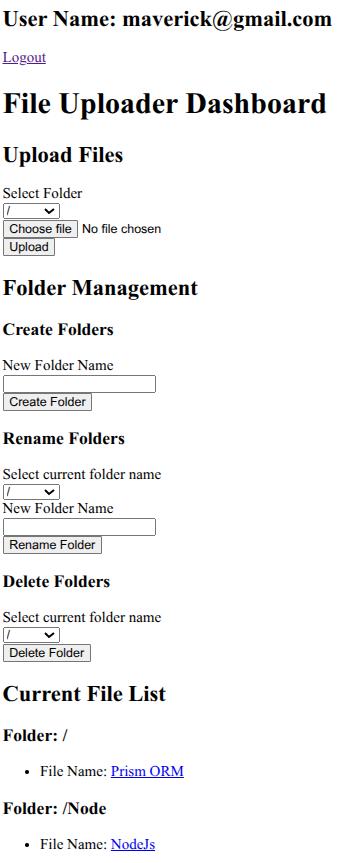 User Name: maverick@gmail.com
Logout
File Uploader Dashboard
Upload Files
Select Folder
/
Choose file No file chosen
Upload
Folder Management
Create Folders
New Folder Name
Create Folder
Rename Folders
Select current folder name
/
New Folder Name
Rename Folder
Delete Folders
Select current folder name
/
Delete Folder
Current File List
Folder: /
• File Name: Prism ORM
Folder: /Node
• File Name: NodeJs